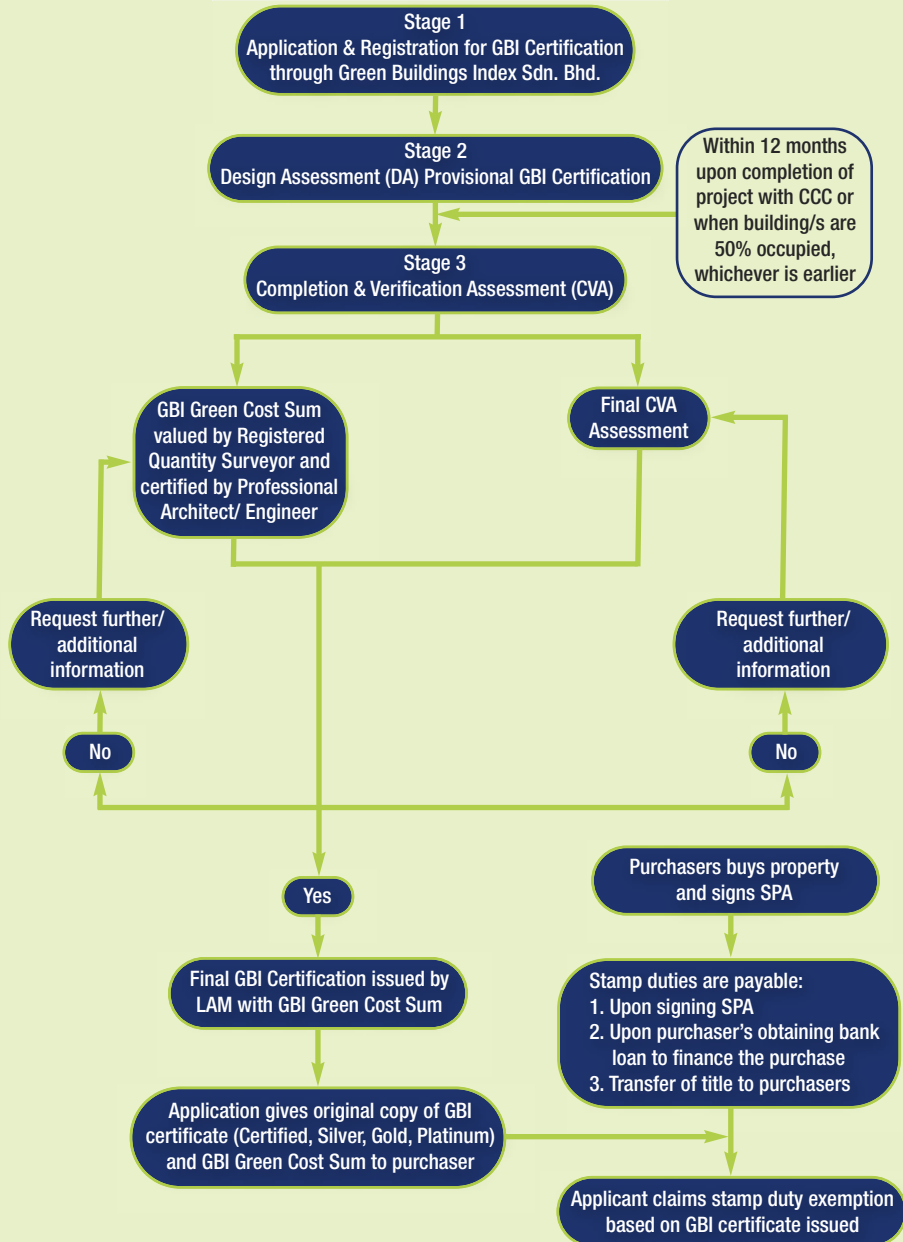 Stage 1
Application & Registration for GBI Certification
through Green Buildings Index Sdn. Bhd.
Stage 2
Design Assessment (DA) Provisional GBI Certification
Within 12 months
upon completion of
project with CCC or
when building/s are
50% occupied,
whichever is earlier
Stage 3
Completion & Verification Assessment (CVA)
GBI Green Cost Sum
valued by Registered
Quantity Surveyor and
certified by Professional
Architect/ Engineer
Final CVA
Assessment
Request further/
additional
information
Request further/
additional
information
No
No
Yes
Final GBI Certification issued by
LAM with GBI Green Cost Sum
Application gives original copy of GBI
certificate (Certified, Silver, Gold, Platinum)
and GBI Green Cost Sum to purchaser
Purchasers buys property
and signs SPA
Stamp duties are payable:
1. Upon signing SPA
2. Upon purchaser's obtaining bank
loan to finance the purchase
3. Transfer of title to purchasers
Applicant claims stamp duty exemption
based on GBI certificate issued